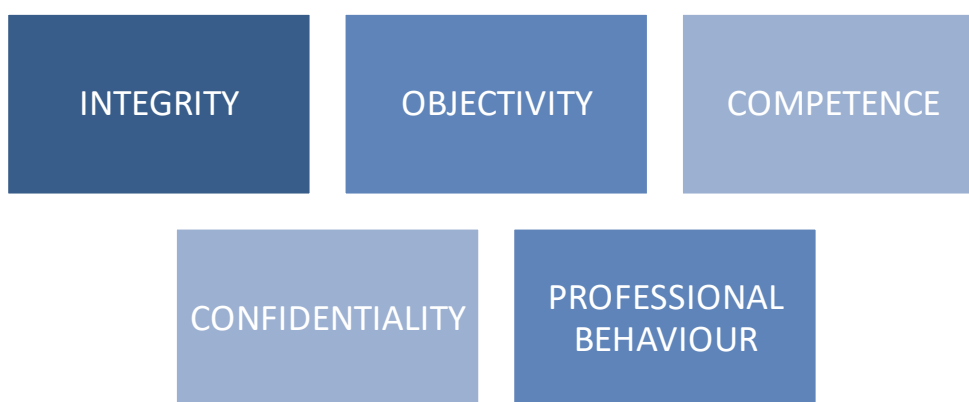 INTEGRITY
OBJECTIVITY
COMPETENCE
CONFIDENTIALITY
PROFESSIONAL
BEHAVIOUR